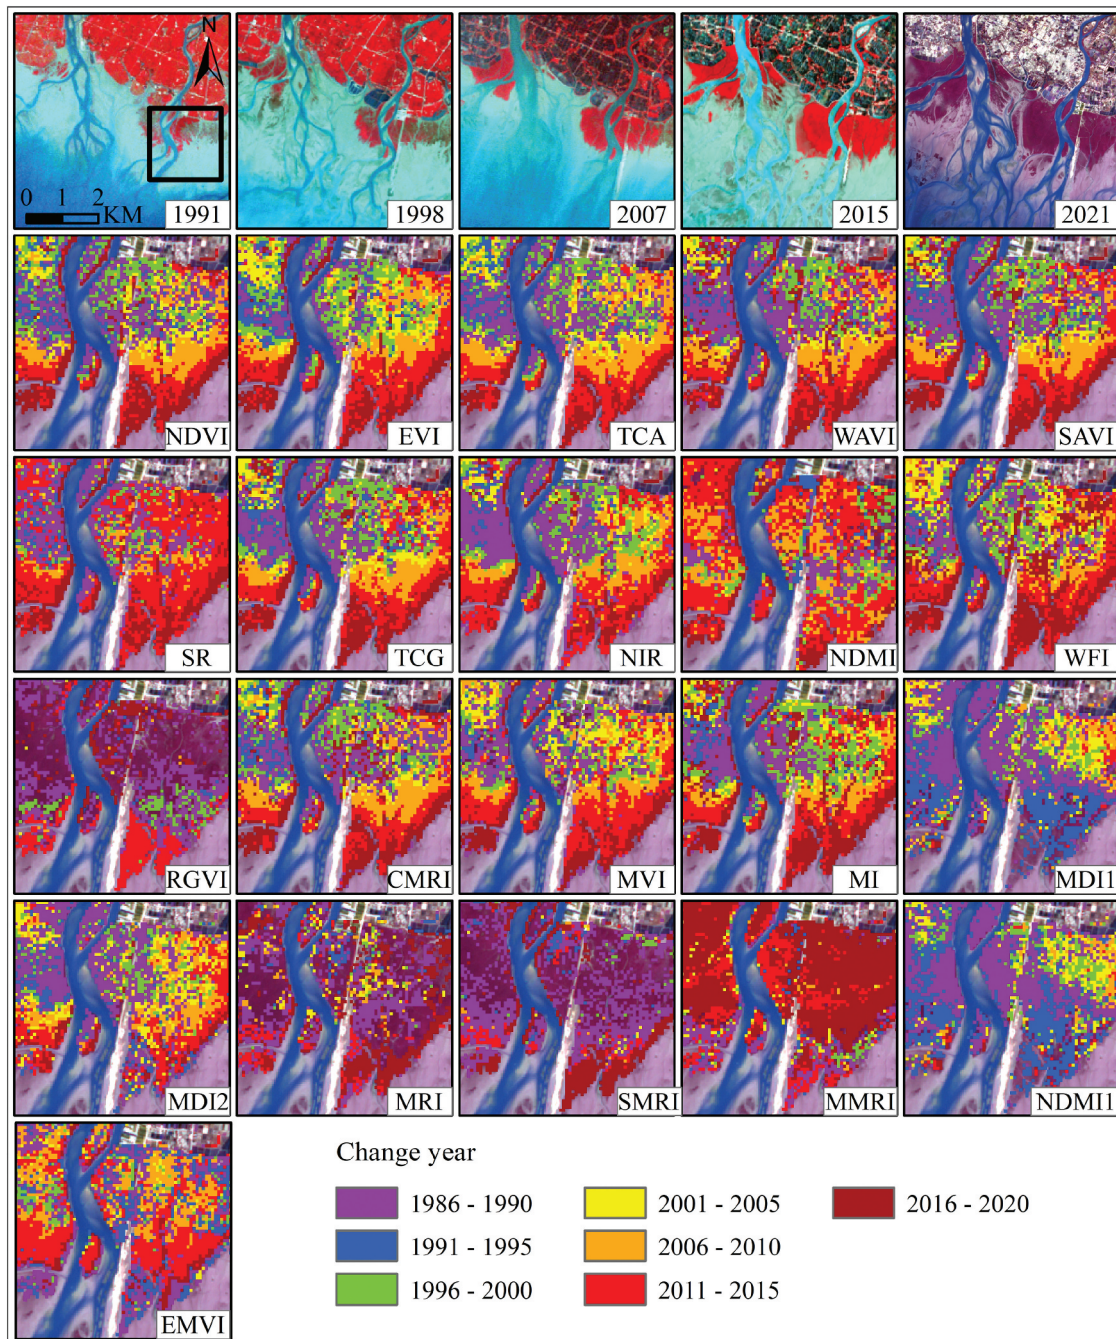 N
0 1 2
KM
1991
1998
2007
2015
2021
NDVI
EVI
TCA
WAVI
SAVI
SR
TCG
NIR
NDMI
WFI
RGVI
CMRI
MVI
MI
MDI1
MDI2
MRI
SMRI
MMRI
NDMI1
EMVI
Change year
1986 - 1990
2001 - 2005
2016 - 2020
1991 - 1995
2006 - 2010
1996 - 2000
2011 - 2015